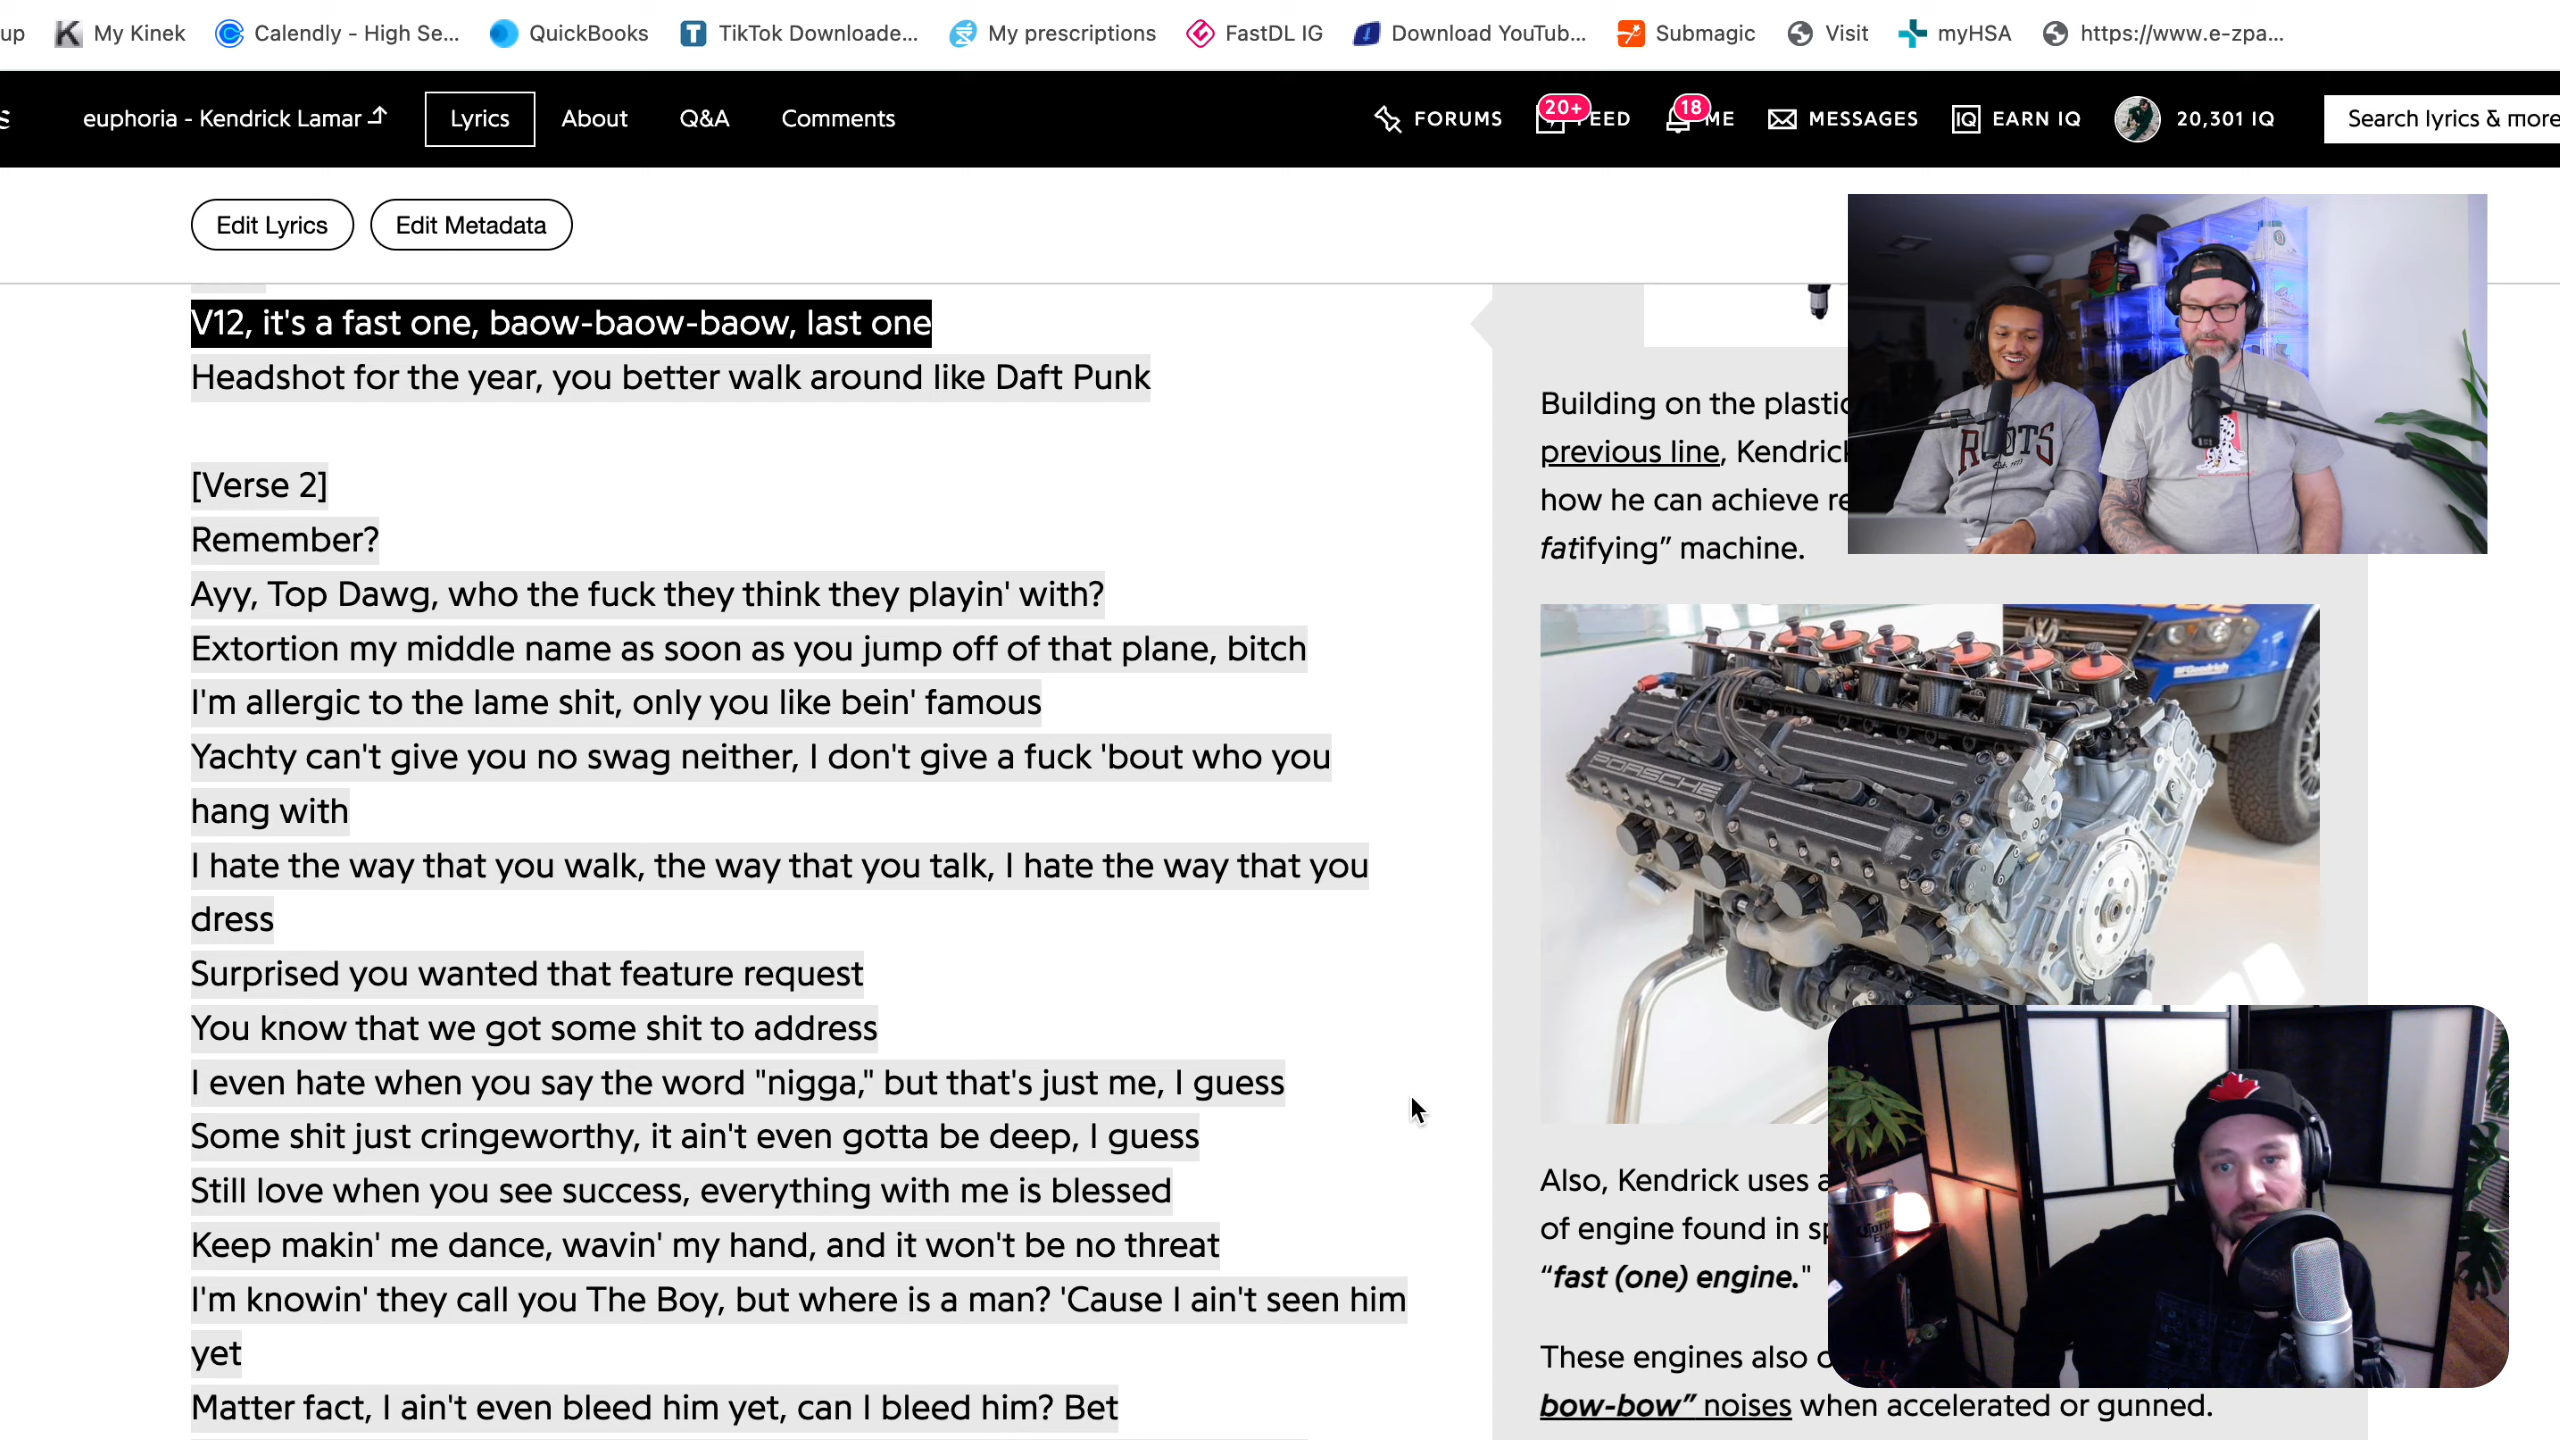 up My Kinek Calendly - High Se... QuickBooks TikTok Downloade... My prescriptions FastDL IG Download YouTub... Submagic Visit myHSA https://www.e-zpa...
s euphoria - Kendrick Lamar Lyrics About Q&A Comments FORUMS 20+ FEED 18 ME MESSAGES IQ EARN IQ 20,301 IQ Search lyrics & more
Edit Lyrics Edit Metadata
V12, it's a fast one, baow-baow-baow, last one
Headshot for the year, you better walk around like Daft Punk
[Verse 2]
Remember?
Ayy, Top Dawg, who the fuck they think they playin' with?
Extortion my middle name as soon as you jump off of that plane, bitch
I'm allergic to the lame shit, only you like bein' famous
Yachty can't give you no swag neither, I don't give a fuck 'bout who you
hang with
I hate the way that you walk, the way that you talk, I hate the way that you
dress
Surprised you wanted that feature request
You know that we got some shit to address
I even hate when you say the word "nigga," but that's just me, I guess
Some shit just cringeworthy, it ain't even gotta be deep, I guess
Still love when you see success, everything with me is blessed
Keep makin' me dance, wavin' my hand, and it won't be no threat
I'm knowin' they call you The Boy, but where is a man? 'Cause I ain't seen him
yet
Matter fact, I ain't even bleed him yet, can I bleed him? Bet
Building on the plastic
previous line, Kendrick
how he can achieve re
fatifying” machine.
ROOTS
PORSCHE
Also, Kendrick uses a
of engine found in sp
“fast (one) engine."
These engines also
bow-bow” noises when accelerated or gunned.